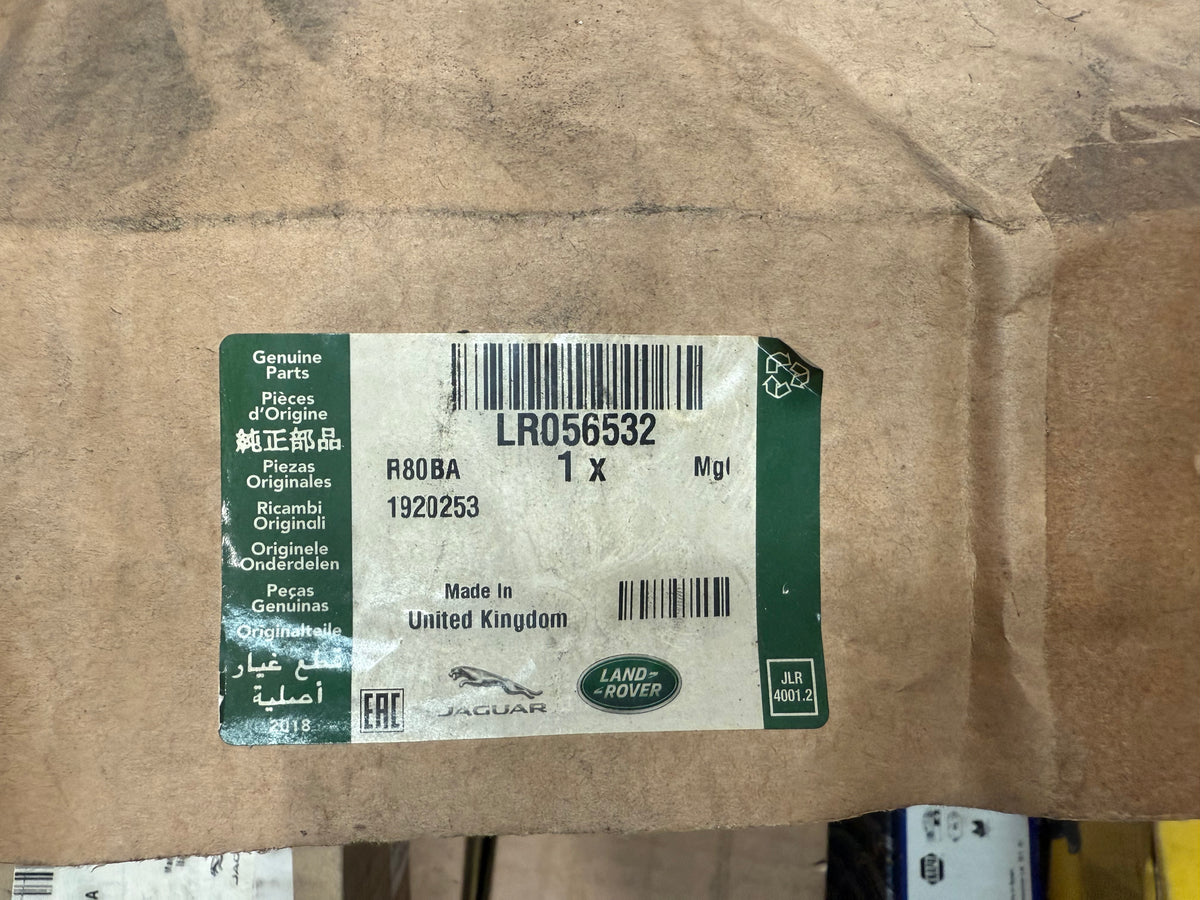 Genuine
Parts
Pièces
d'Origine
純正部品
Piezas
Originales
Ricambi
Originali
Originele
Onderdelen
Peças
Genuinas
Originalteile
قطع غيار
أصلية
2018
LR056532
R80BA
1 x
1920253
Made In
United Kingdom
EAC
JAGUAR
LAND
ROVER
JLR
4001.2
NAPA